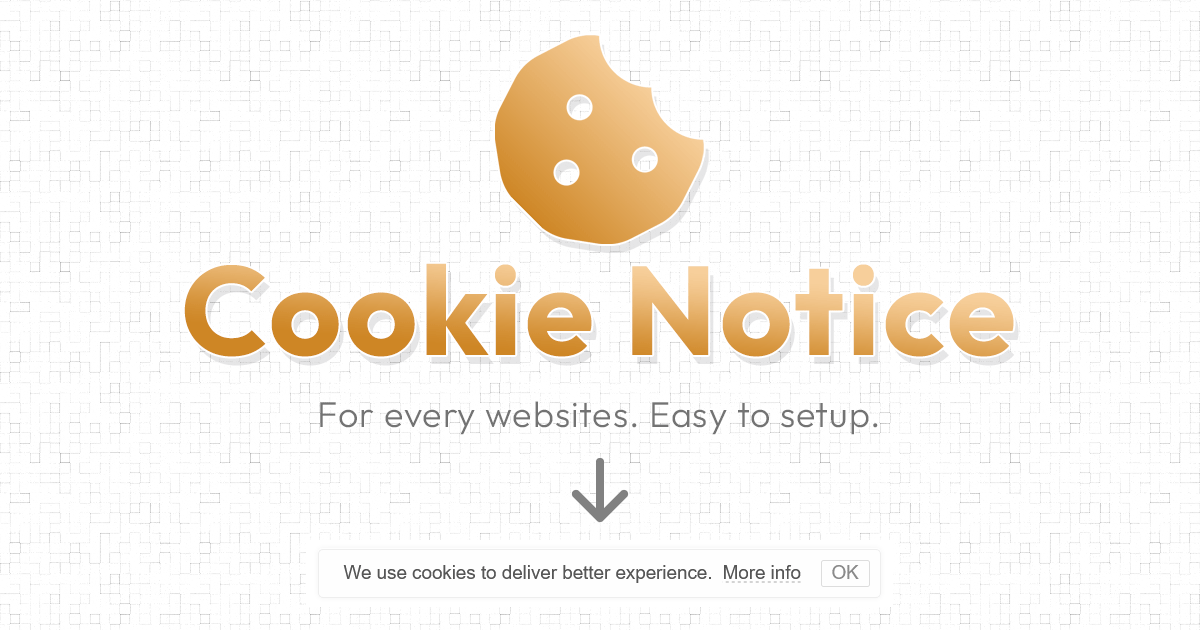 Cookie Notice
For every websites. Easy to setup.
We use cookies to deliver better experience. More info OK